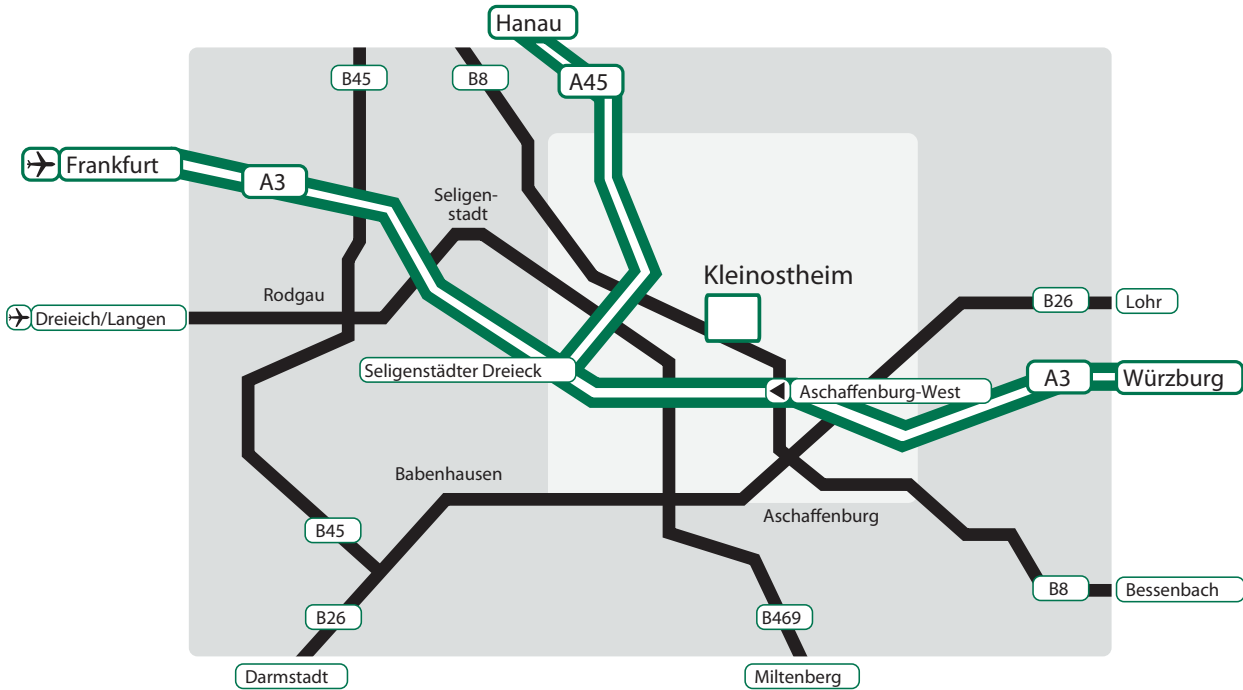 Hanau
B45
B8
A45
Frankfurt
A3
Seligen-
stadt
Kleinostheim
Rodgau
B26
Lohr
Dreieich/Langen
Seligenstädter Dreieck
A3
Würzburg
Aschaffenburg-West
Babenhausen
Aschaffenburg
B45
B8
Bessenbach
B26
B469
Darmstadt
Miltenberg